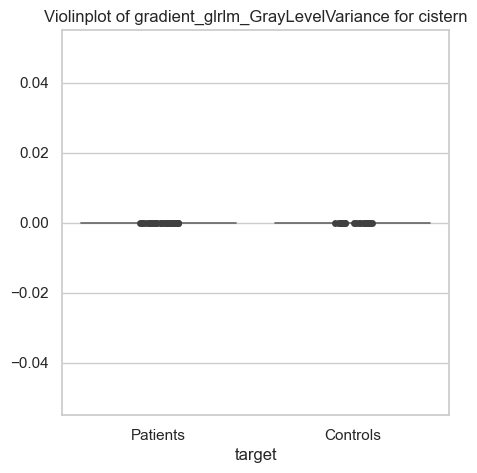 Violinplot of gradient_glrlm_GrayLevelVariance for cistern
0.04
0.02
0.00
−0.02
−0.04
Patients Controls
target